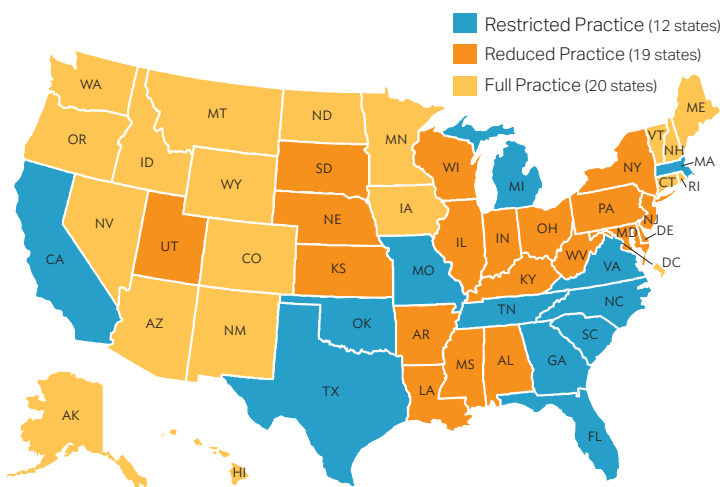 Restricted Practice (12 states)
Reduced Practice (19 states)
Full Practice (20 states)
WA
MT
ND
MN
ME
VT
NH
MA
RI
CT
OR
ID
WY
SD
WI
MI
NY
NV
UT
CO
NE
IA
IL
IN
OH
PA
NJ
DE
MD
DC
CA
KS
MO
KY
WV
VA
AZ
NM
OK
AR
TN
NC
SC
TX
LA
MS
AL
GA
FL
AK
HI